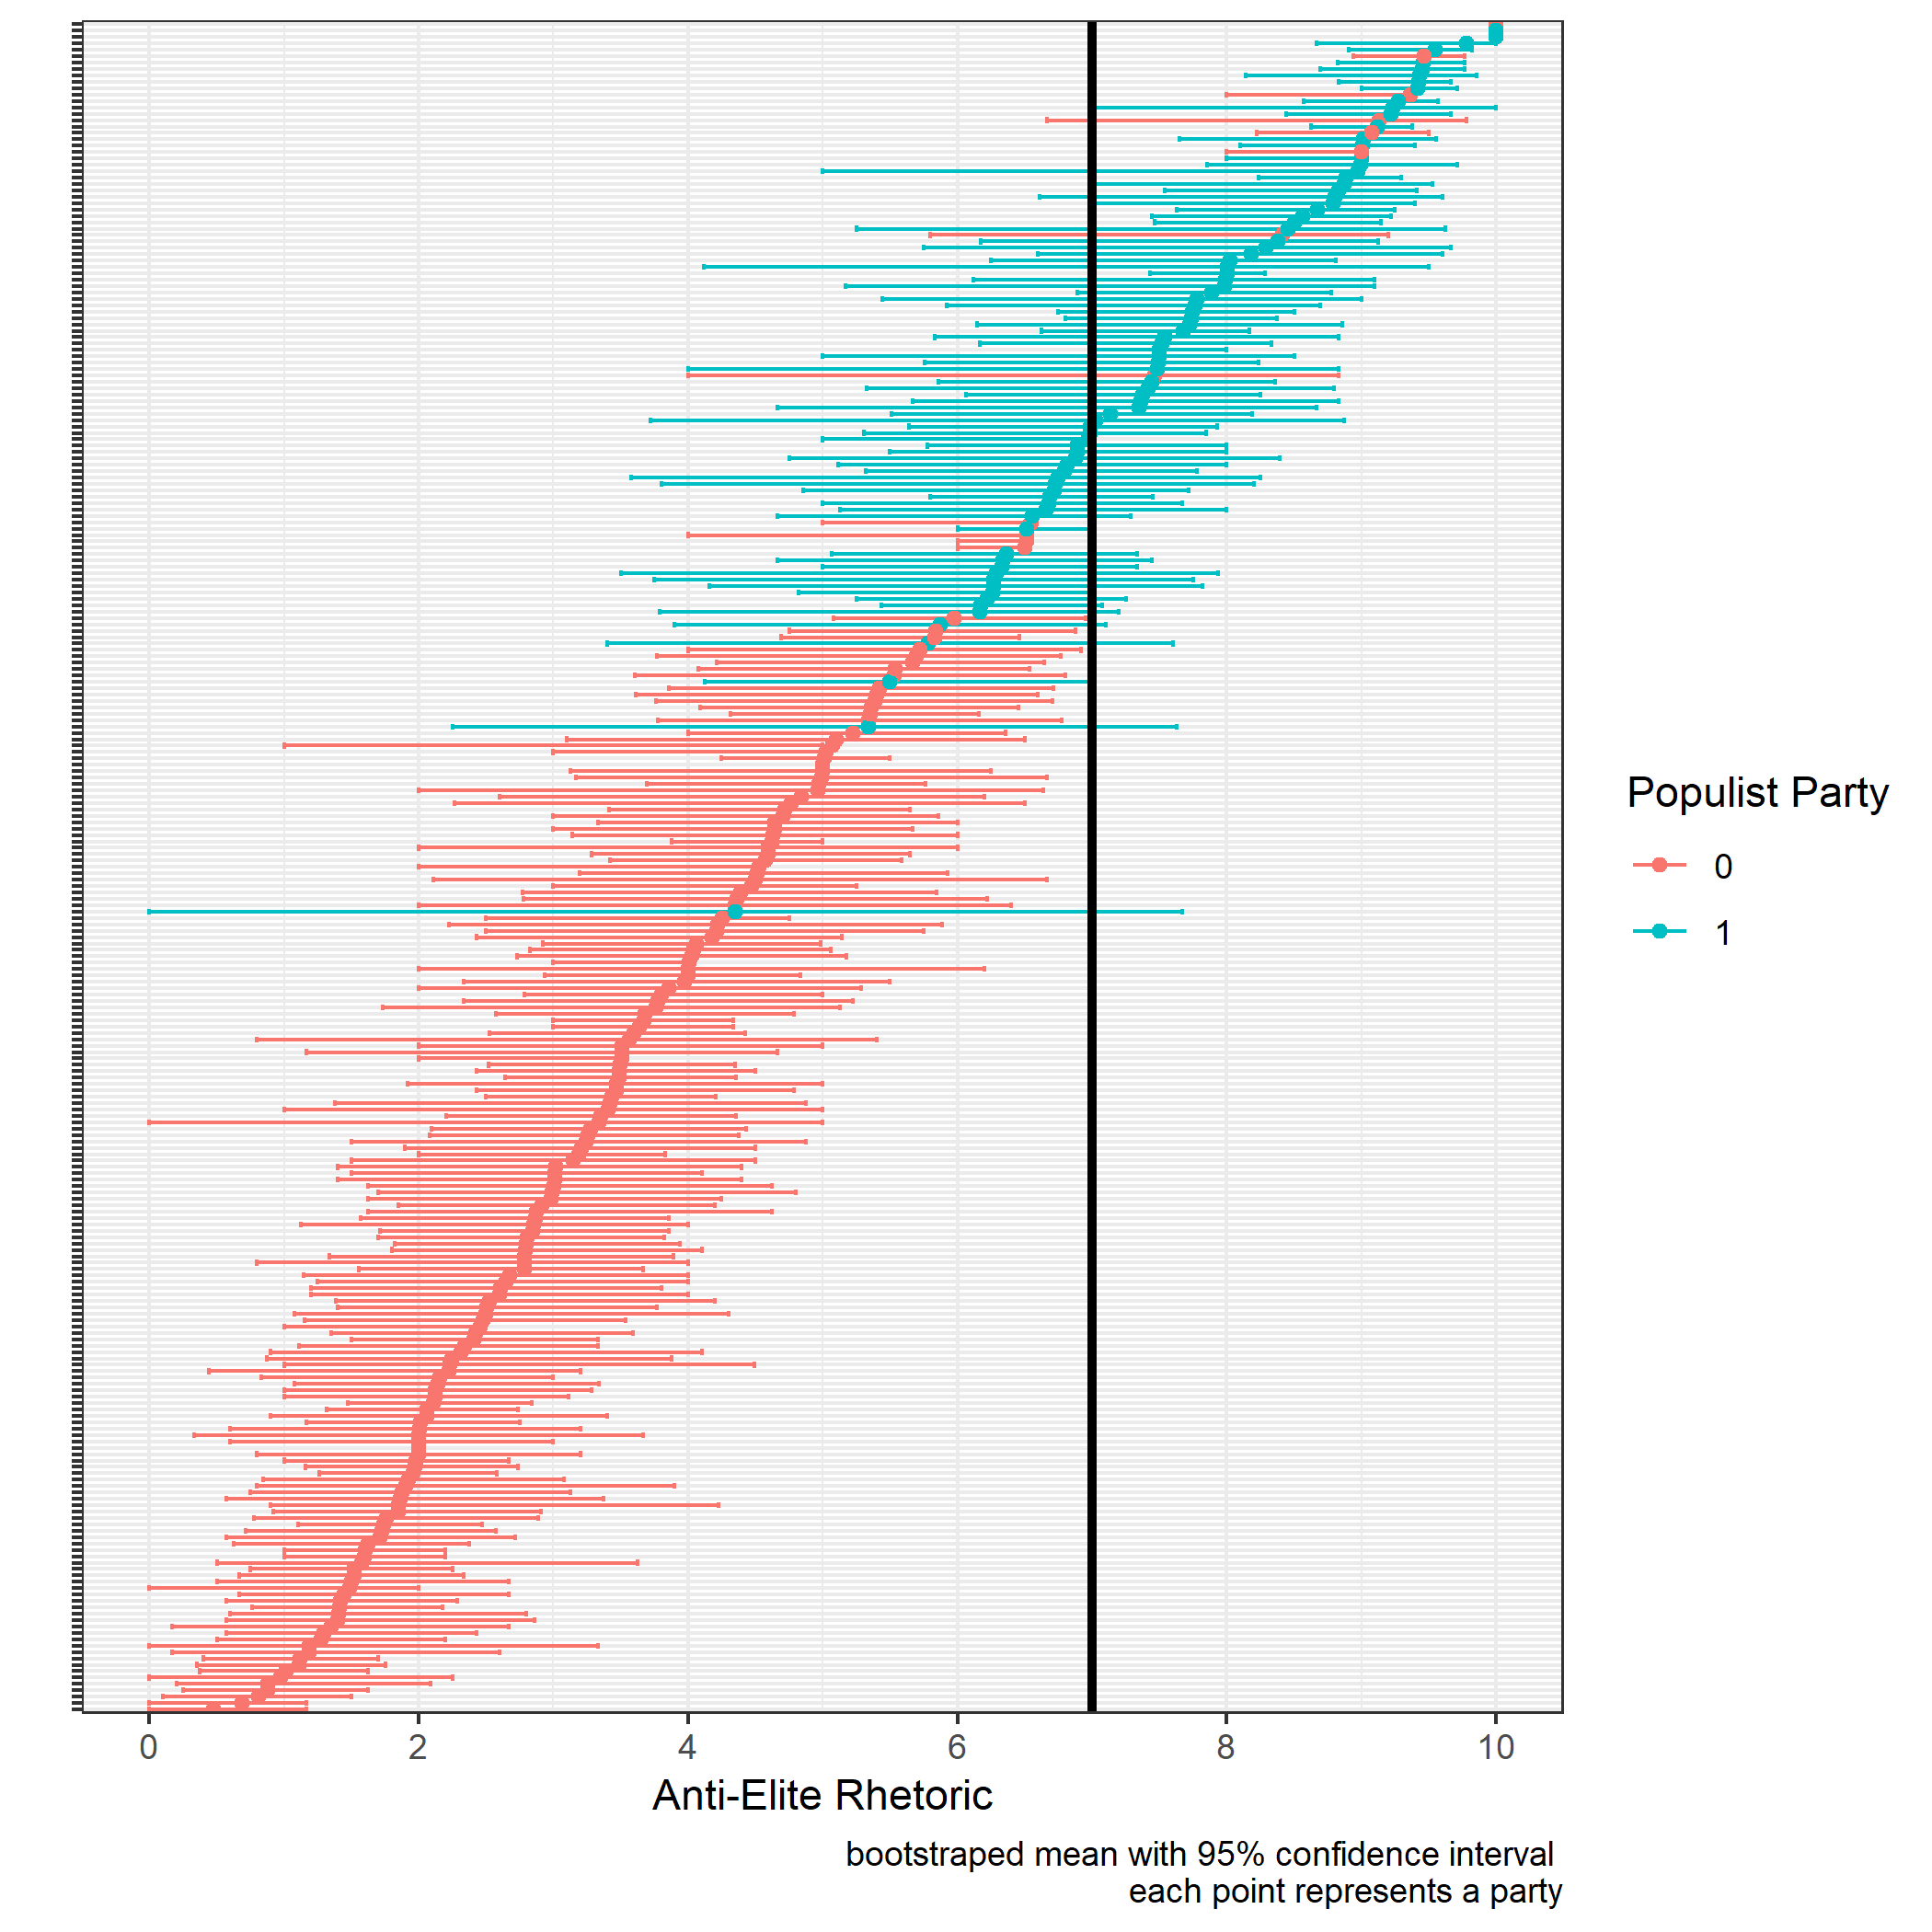 Populist Party
0
1
0
2
4
6
8
10
Anti-Elite Rhetoric
bootstraped mean with 95% confidence interval
each point represents a party